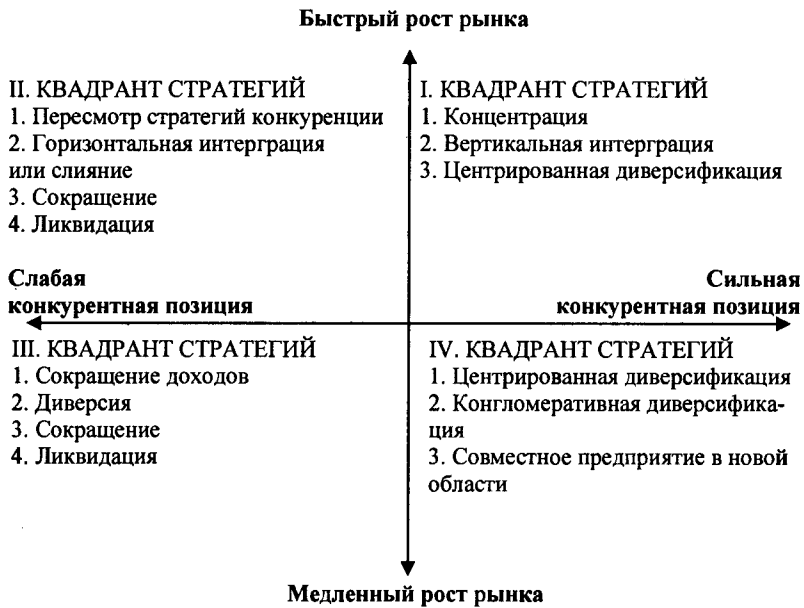 Быстрый рост рынка
II. КВАДРАНТ СТРАТЕГИЙ
1. Пересмотр стратегий конкуренции
2. Горизонтальная интерграция
или слияние
3. Сокращение
4. Ликвидация
I. КВАДРАНТ СТРАТЕГИЙ
1. Концентрация
2. Вертикальная интерграция
3. Центрированная диверсификация
Слабая
конкурентная позиция
Сильная
конкурентная позиция
III. КВАДРАНТ СТРАТЕГИЙ
1. Сокращение доходов
2. Диверсия
3. Сокращение
4. Ликвидация
IV. КВАДРАНТ СТРАТЕГИЙ
1. Центрированная диверсификация
2. Конгломеративная диверсифика-
ция
3. Совместное предприятие в новой
области
Медленный рост рынка